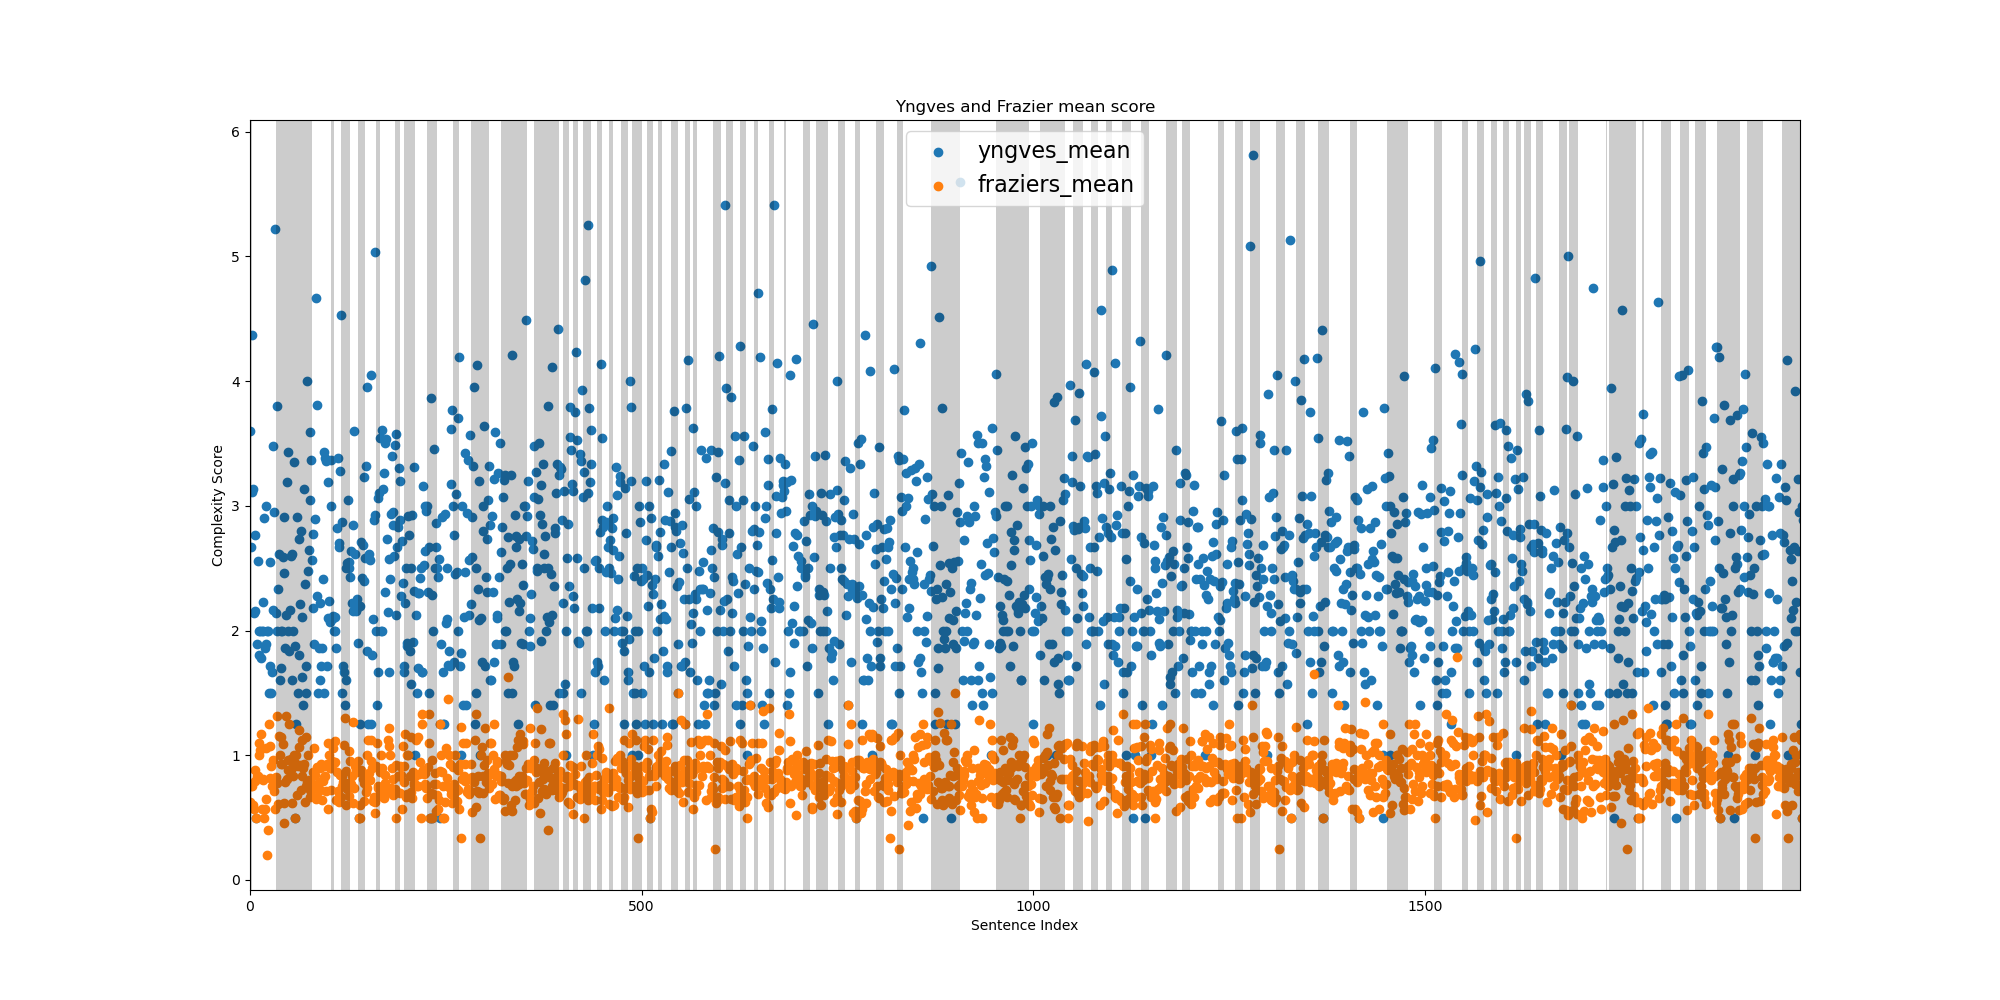 Yngves and Frazier mean score
yngves_mean
fraziers_mean
6
5
4
3
2
1
0
Complexity Score
0 500 1000 1500
Sentence Index